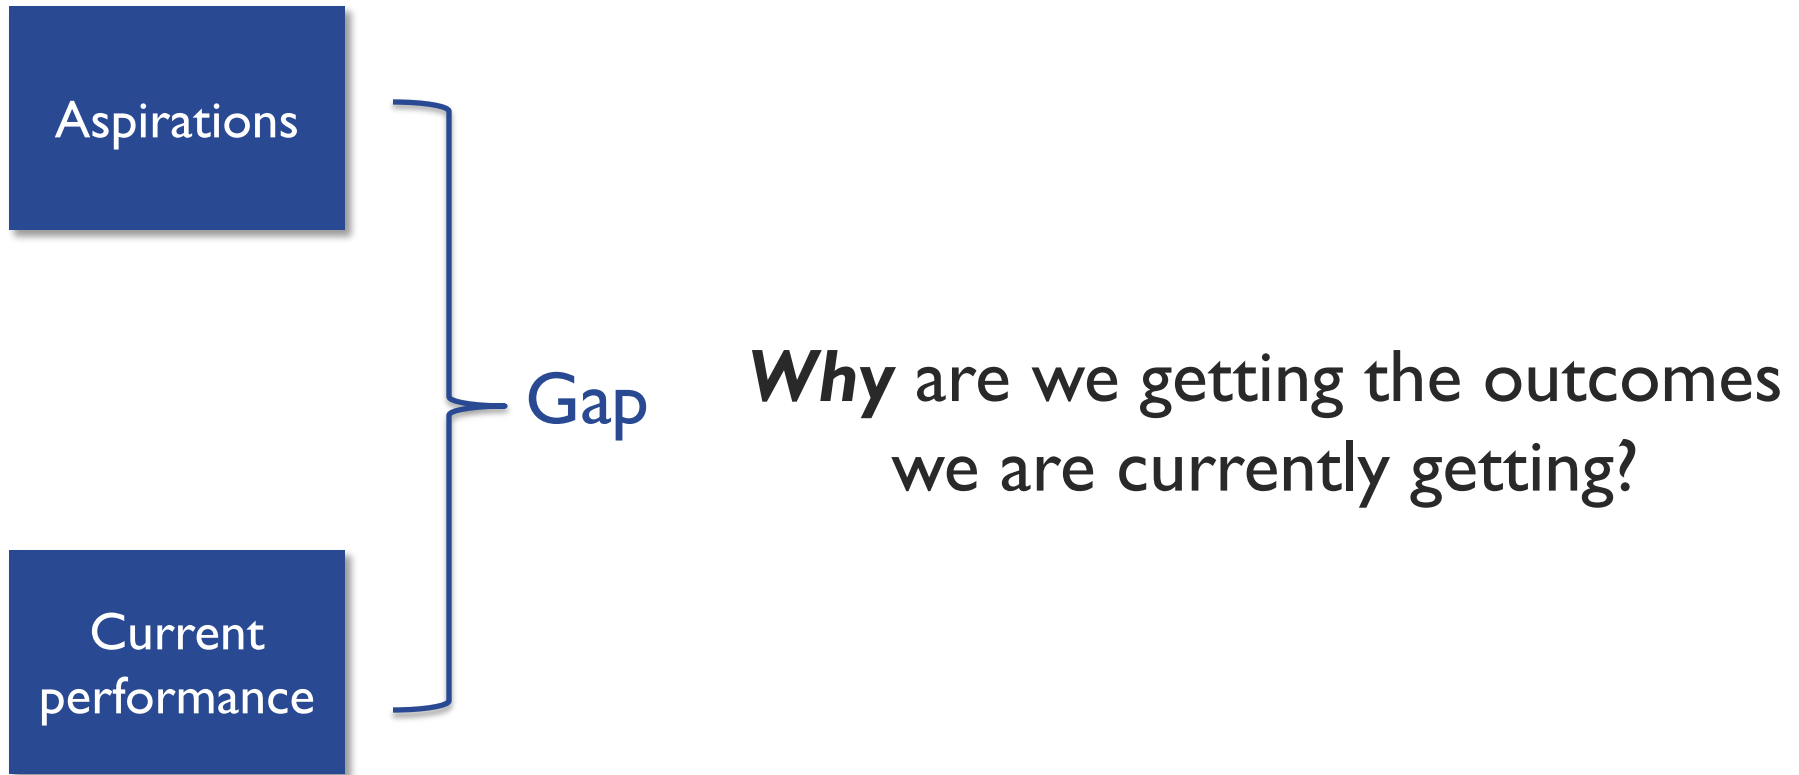 Aspirations
Gap
Why are we getting the outcomes
we are currently getting?
Current
performance